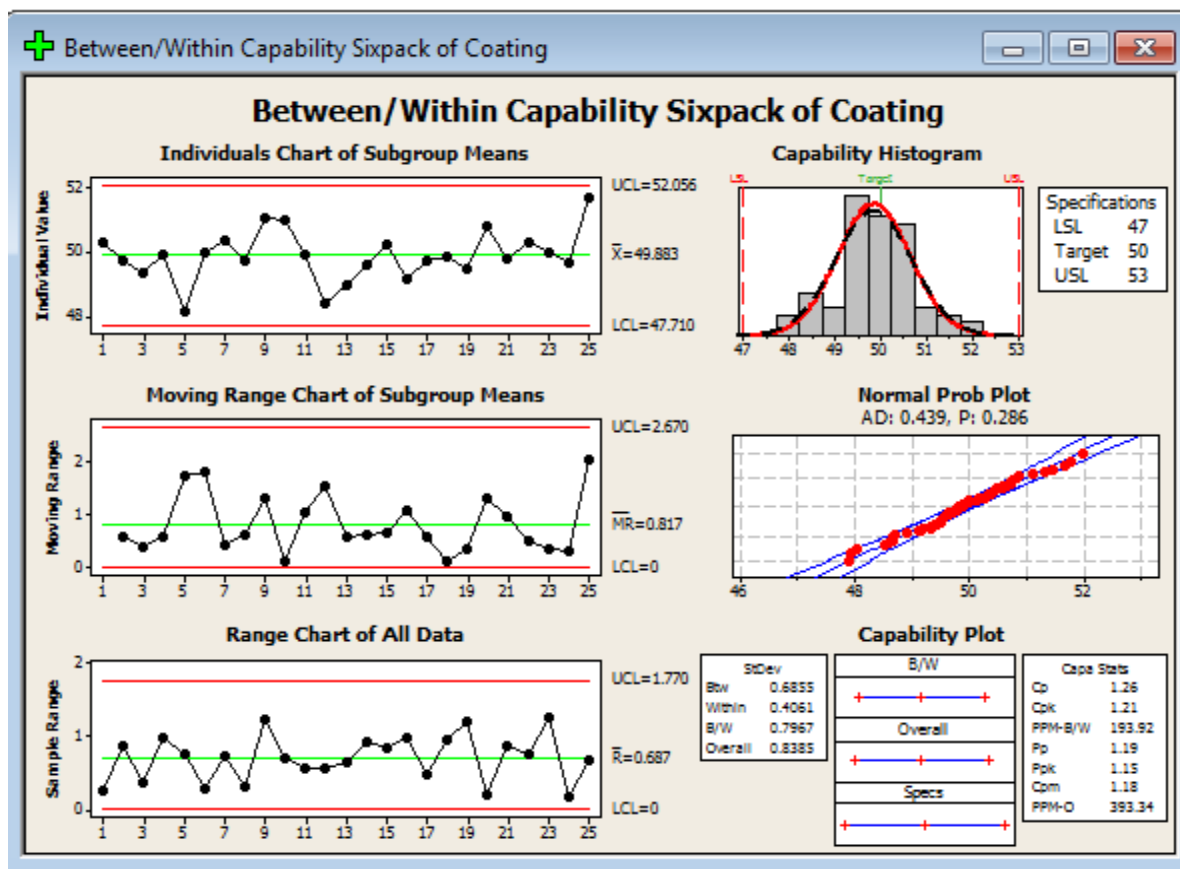 Between/Within Capability Sixpack of Coating
Between/Within Capability Sixpack of Coating
Individuals Chart of Subgroup Means
Individual Value
52
50
48
1 3 5 7 9 11 13 15 17 19 21 23 25
UCL=52.056
X̿=49.883
LCL=47.710
Moving Range Chart of Subgroup Means
Moving Range
2
1
0
1 3 5 7 9 11 13 15 17 19 21 23 25
UCL=2.670
M̅R̅=0.817
LCL=0
Range Chart of All Data
Sample Range
2
1
0
1 3 5 7 9 11 13 15 17 19 21 23 25
UCL=1.770
R̅=0.687
LCL=0
Capability Histogram
LSL Target USL
47 48 49 50 51 52 53
Specifications
LSL 47
Target 50
USL 53
Normal Prob Plot
AD: 0.439, P: 0.286
46 48 50 52
Capability Plot
StDev
Btw 0.6855
Within 0.4061
B/W 0.7967
Overall 0.8385
B/W
Overall
Specs
Capa Stats
Cp 1.26
Cpk 1.21
PPM-B/W 193.92
Pp 1.19
Ppk 1.15
Cpm 1.18
PPM-O 393.34